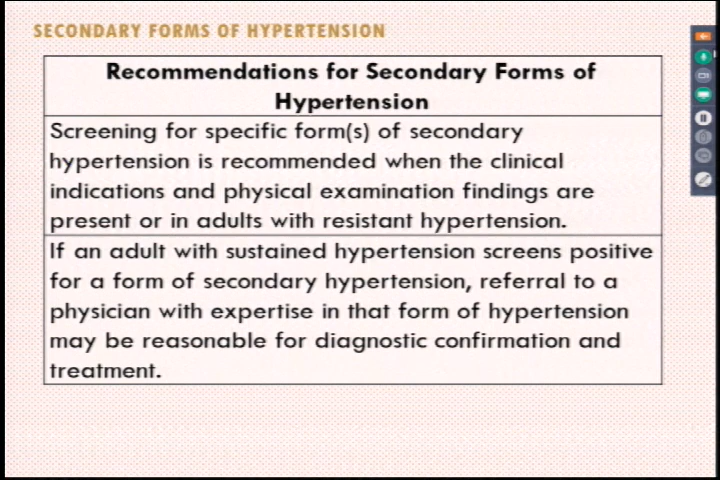 SECONDARY FORMS OF HYPERTENSION
Recommendations for Secondary Forms of
Hypertension
Screening for specific form(s) of secondary
hypertension is recommended when the clinical
indications and physical examination findings are
present or in adults with resistant hypertension.
If an adult with sustained hypertension screens positive
for a form of secondary hypertension, referral to a
physician with expertise in that form of hypertension
may be reasonable for diagnostic confirmation and
treatment.